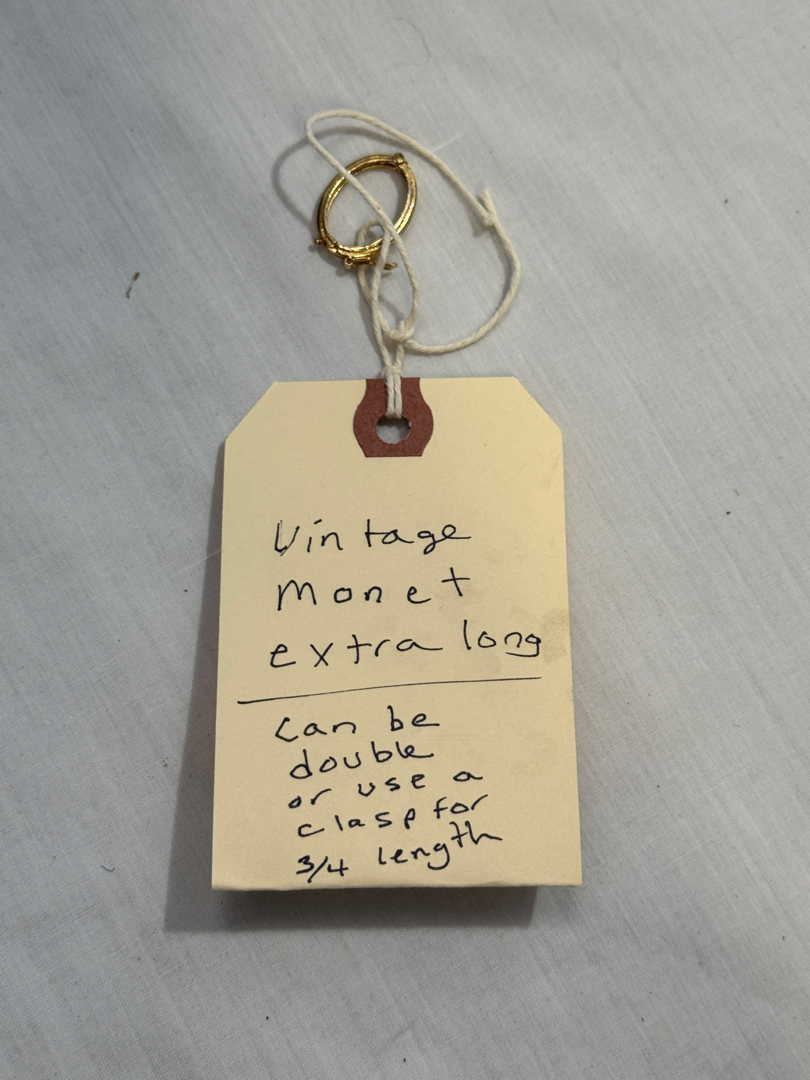 Vintage
Monet
extra long
can be
double
or use a
clasp for
3/4 length